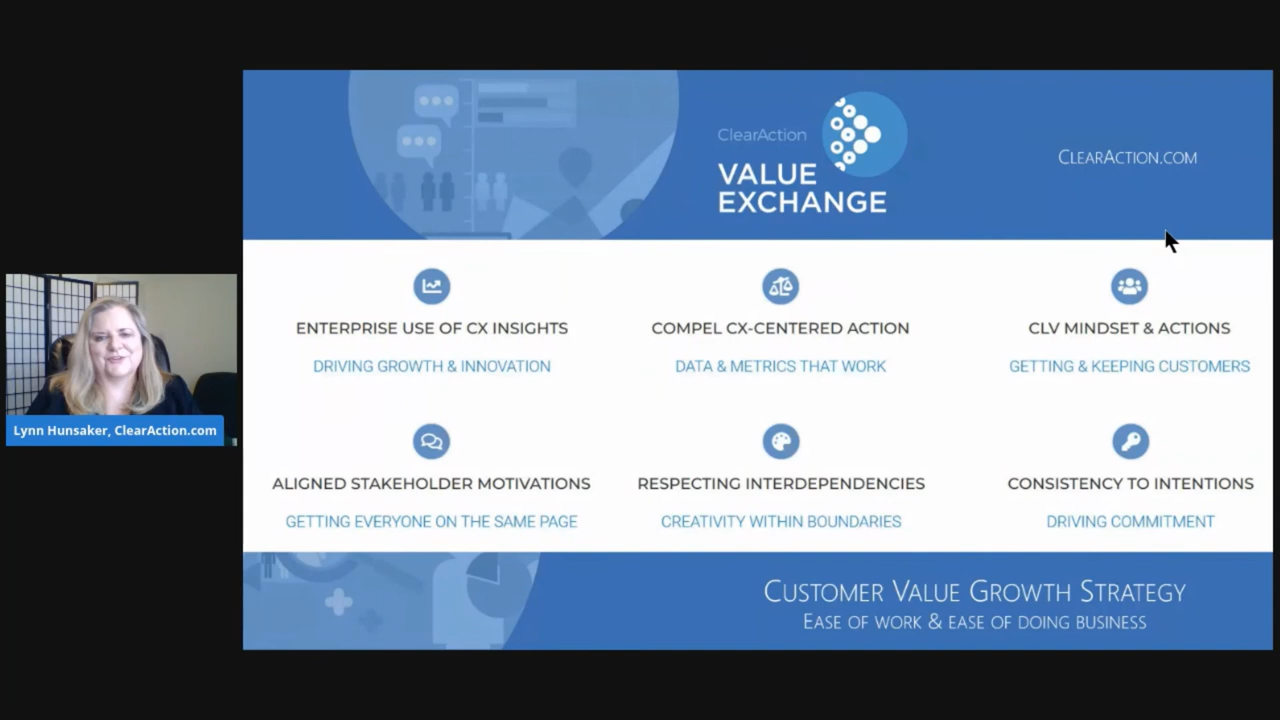 ClearAction
VALUE
EXCHANGE
CLEARACTION.COM
ENTERPRISE USE OF CX INSIGHTS
DRIVING GROWTH & INNOVATION
COMPEL CX-CENTERED ACTION
DATA & METRICS THAT WORK
CLV MINDSET & ACTIONS
GETTING & KEEPING CUSTOMERS
ALIGNED STAKEHOLDER MOTIVATIONS
GETTING EVERYONE ON THE SAME PAGE
RESPECTING INTERDEPENDENCIES
CREATIVITY WITHIN BOUNDARIES
CONSISTENCY TO INTENTIONS
DRIVING COMMITMENT
Lynn Hunsaker, ClearAction.com
CUSTOMER VALUE GROWTH STRATEGY
EASE OF WORK & EASE OF DOING BUSINESS